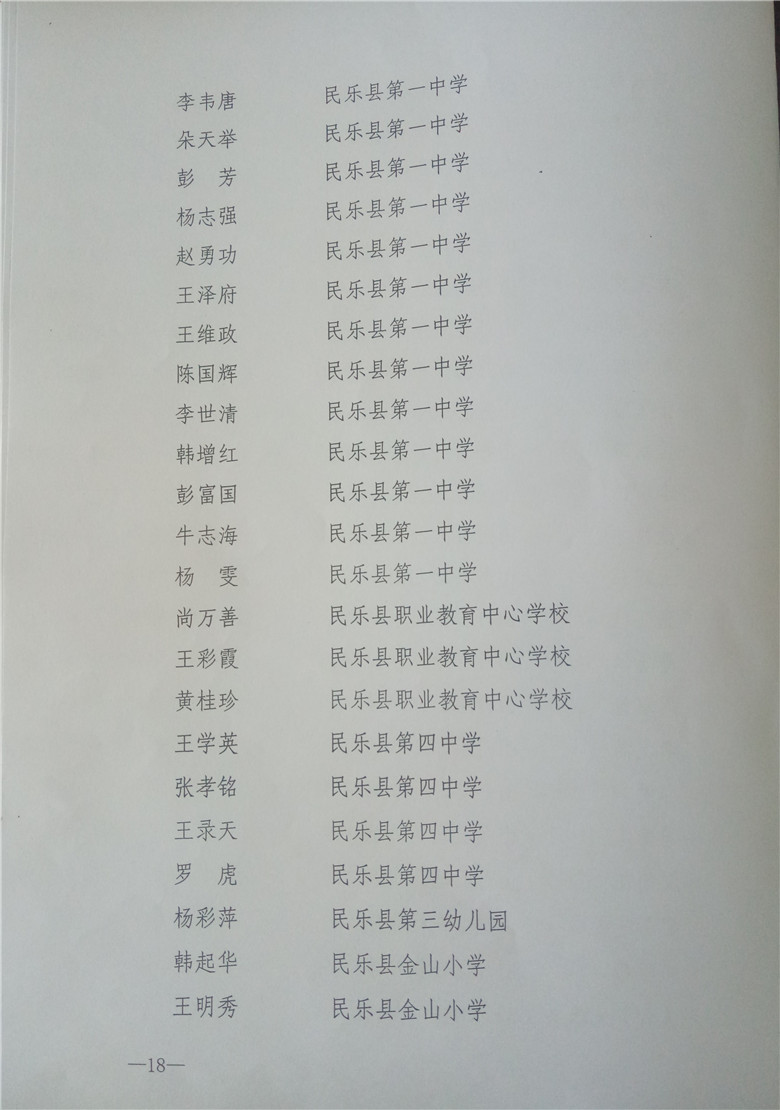 李韦唐 民乐县第一中学
朵天举 民乐县第一中学
彭 芳 民乐县第一中学
杨志强 民乐县第一中学
赵勇功 民乐县第一中学
王泽府 民乐县第一中学
王维政 民乐县第一中学
陈国辉 民乐县第一中学
李世清 民乐县第一中学
韩增红 民乐县第一中学
彭富国 民乐县第一中学
牛志海 民乐县第一中学
杨 雯 民乐县第一中学
尚万善 民乐县职业教育中心学校
王彩霞 民乐县职业教育中心学校
黄桂珍 民乐县职业教育中心学校
王学英 民乐县第四中学
张孝铭 民乐县第四中学
王录天 民乐县第四中学
罗 虎 民乐县第四中学
杨彩萍 民乐县第三幼儿园
韩起华 民乐县金山小学
王明秀 民乐县金山小学
—18—